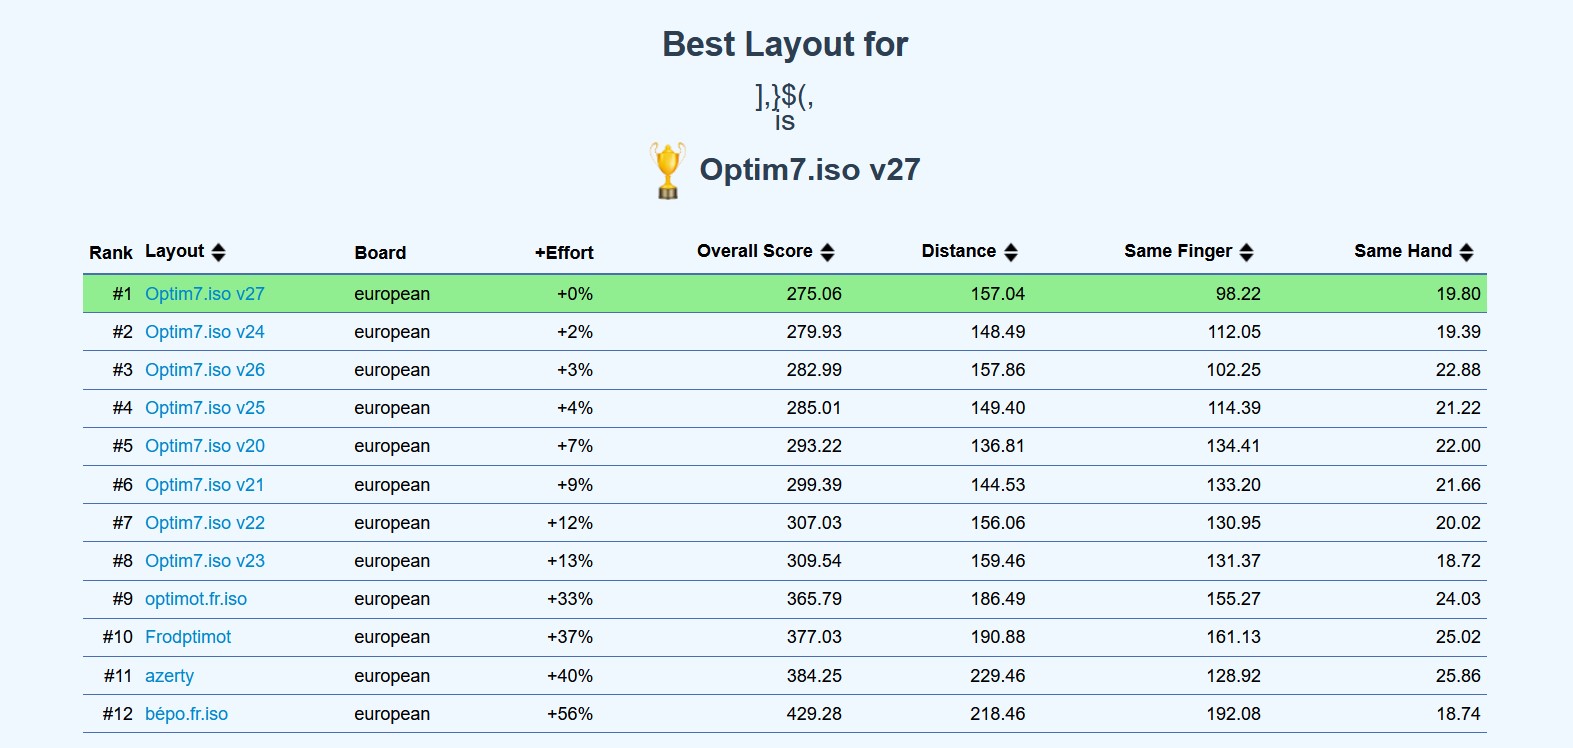 Best Layout for
],}$(,
is
Optim7.iso v27
Rank Layout Board +Effort Overall Score Distance Same Finger Same Hand
#1 Optim7.iso v27 european +0% 275.06 157.04 98.22 19.80
#2 Optim7.iso v24 european +2% 279.93 148.49 112.05 19.39
#3 Optim7.iso v26 european +3% 282.99 157.86 102.25 22.88
#4 Optim7.iso v25 european +4% 285.01 149.40 114.39 21.22
#5 Optim7.iso v20 european +7% 293.22 136.81 134.41 22.00
#6 Optim7.iso v21 european +9% 299.39 144.53 133.20 21.66
#7 Optim7.iso v22 european +12% 307.03 156.06 130.95 20.02
#8 Optim7.iso v23 european +13% 309.54 159.46 131.37 18.72
#9 optimot.fr.iso european +33% 365.79 186.49 155.27 24.03
#10 Frodptimot european +37% 377.03 190.88 161.13 25.02
#11 azerty european +40% 384.25 229.46 128.92 25.86
#12 bépo.fr.iso european +56% 429.28 218.46 192.08 18.74